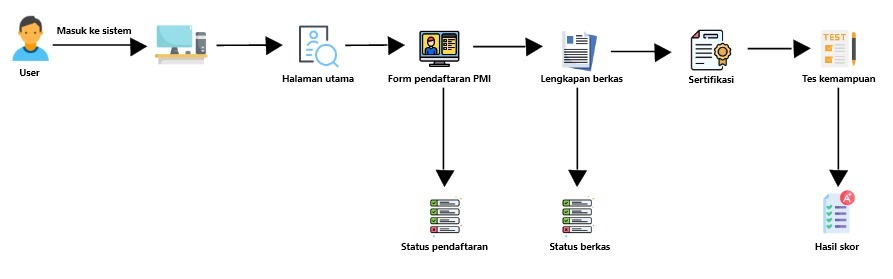 Masuk ke sistem
User
Halaman utama
Form pendaftaran PMI
Lengkapan berkas
Sertifikasi
TEST
Tes kemampuan
Status pendaftaran
Status berkas
A+
Hasil skor